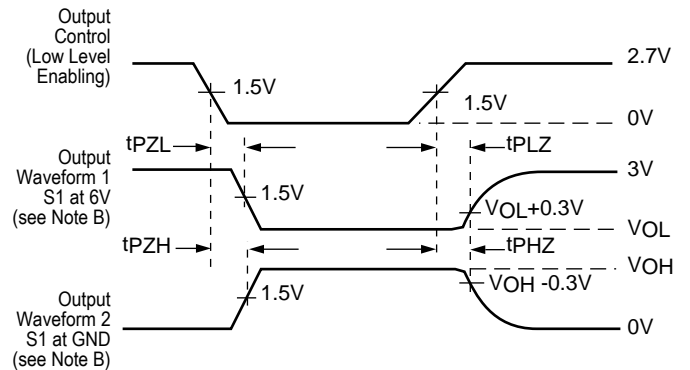 Output
Control
(Low Level
Enabling)
1.5V
1.5V
2.7V
0V
tPZL
tPLZ
Output
Waveform 1
S1 at 6V
(see Note B)
1.5V
3V
VOL+0.3V
VOL
tPZH
tPHZ
VOH
Output
Waveform 2
S1 at GND
(see Note B)
1.5V
VOH -0.3V
0V